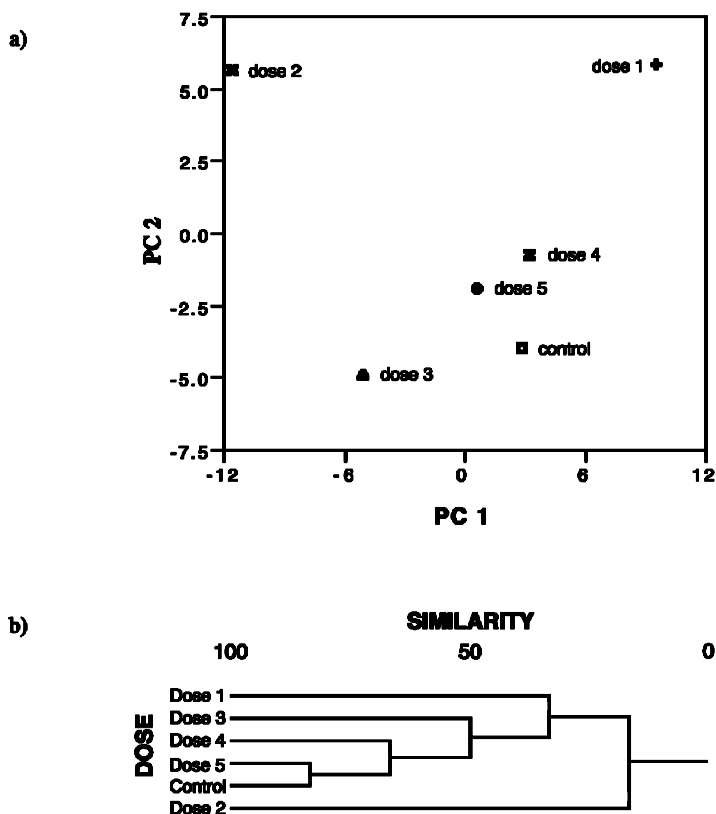 a)
7.5
5.0
2.5
0.0
-2.5
-5.0
-7.5
PC 2
dose 2
dose 1
dose 4
dose 5
control
dose 3
-12
-6
0
6
12
PC 1
b)
SIMILARITY
100
50
0
DOSE
Dose 1
Dose 3
Dose 4
Dose 5
Control
Dose 2